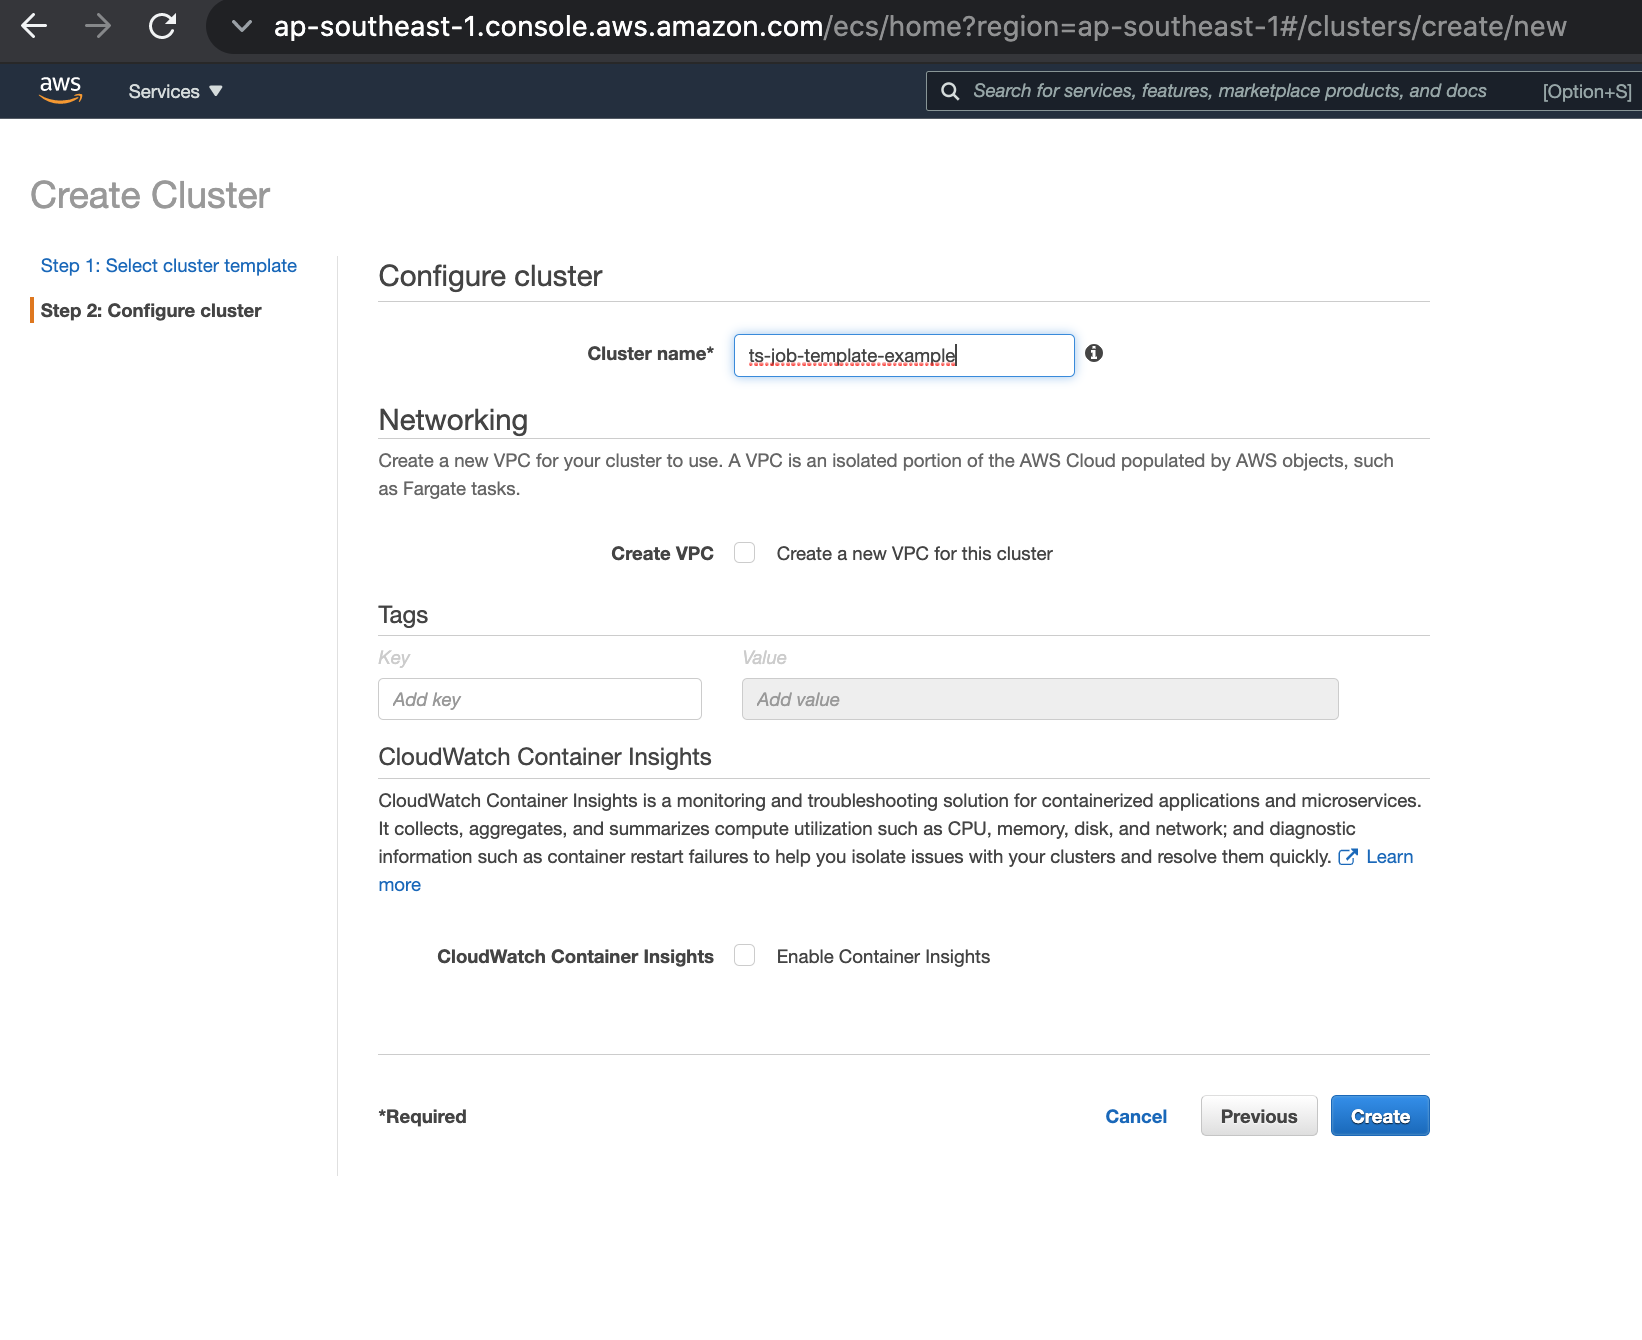 ap-southeast-1.console.aws.amazon.com/ecs/home?region=ap-southeast-1#/clusters/create/new
aws
Services ▼
Search for services, features, marketplace products, and docs
[Option+S]
Create Cluster
Step 1: Select cluster template
Step 2: Configure cluster
Configure cluster
Cluster name*
ts-job-template-example
Networking
Create a new VPC for your cluster to use. A VPC is an isolated portion of the AWS Cloud populated by AWS objects, such
as Fargate tasks.
Create VPC
Create a new VPC for this cluster
Tags
Key
Value
Add key
Add value
CloudWatch Container Insights
CloudWatch Container Insights is a monitoring and troubleshooting solution for containerized applications and microservices.
It collects, aggregates, and summarizes compute utilization such as CPU, memory, disk, and network; and diagnostic
information such as container restart failures to help you isolate issues with your clusters and resolve them quickly. Learn
more
CloudWatch Container Insights
Enable Container Insights
*Required
Cancel
Previous
Create